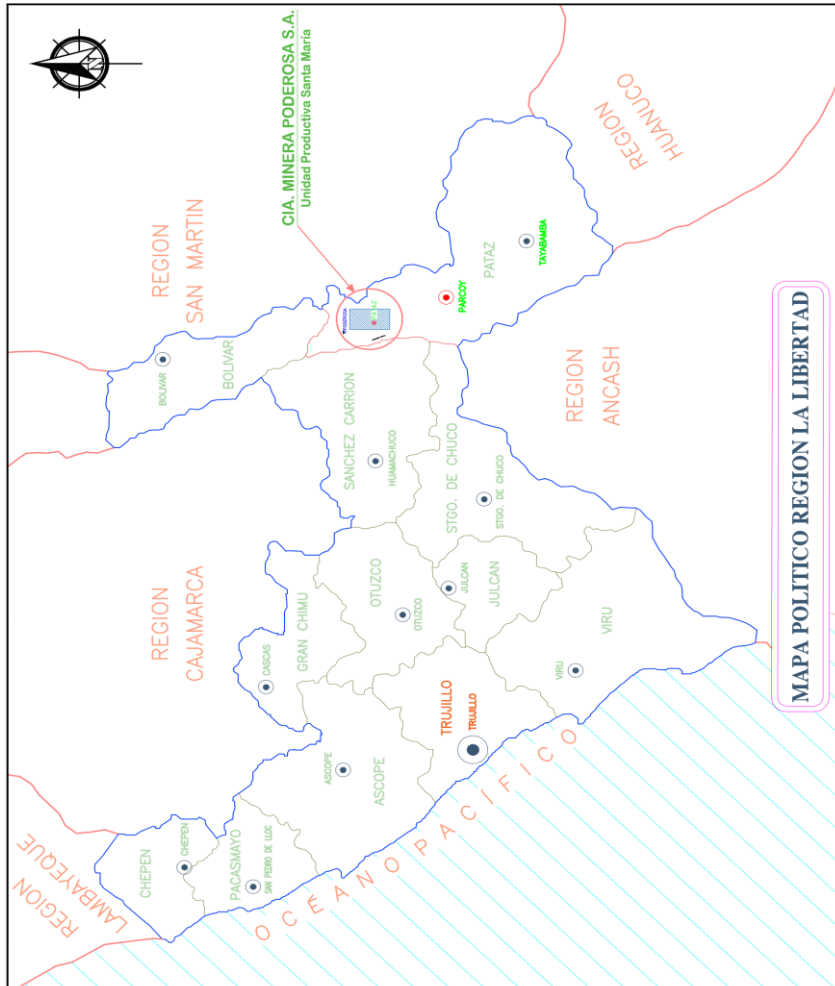 CIA. MINERA PODEROSA S.A.
Unidad Productiva Santa María
N
REGION
SAN MARTIN
REGION
HUANUCO
BOLIVAR
BOLIVAR
PODEROSA
PATAZ
PARCOY
PATAZ
TAYABAMBA
REGION
CAJAMARCA
SANCHEZ CARRION
HUAMACHUCO
STGO. DE CHUCO
STGO. DE CHUCO
REGION
ANCASH
CASCAS
GRAN CHIMU
OTUZCO
OTUZCO
JULCAN
JULCAN
REGION
LAMBAYEQUE
CHEPEN
CHEPEN
PACASMAYO
SAN PEDRO DE LLOC
ASCOPE
ASCOPE
TRUJILLO
TRUJILLO
VIRU
VIRU
OCÉANO PACIFICO
MAPA POLITICO REGION LA LIBERTAD